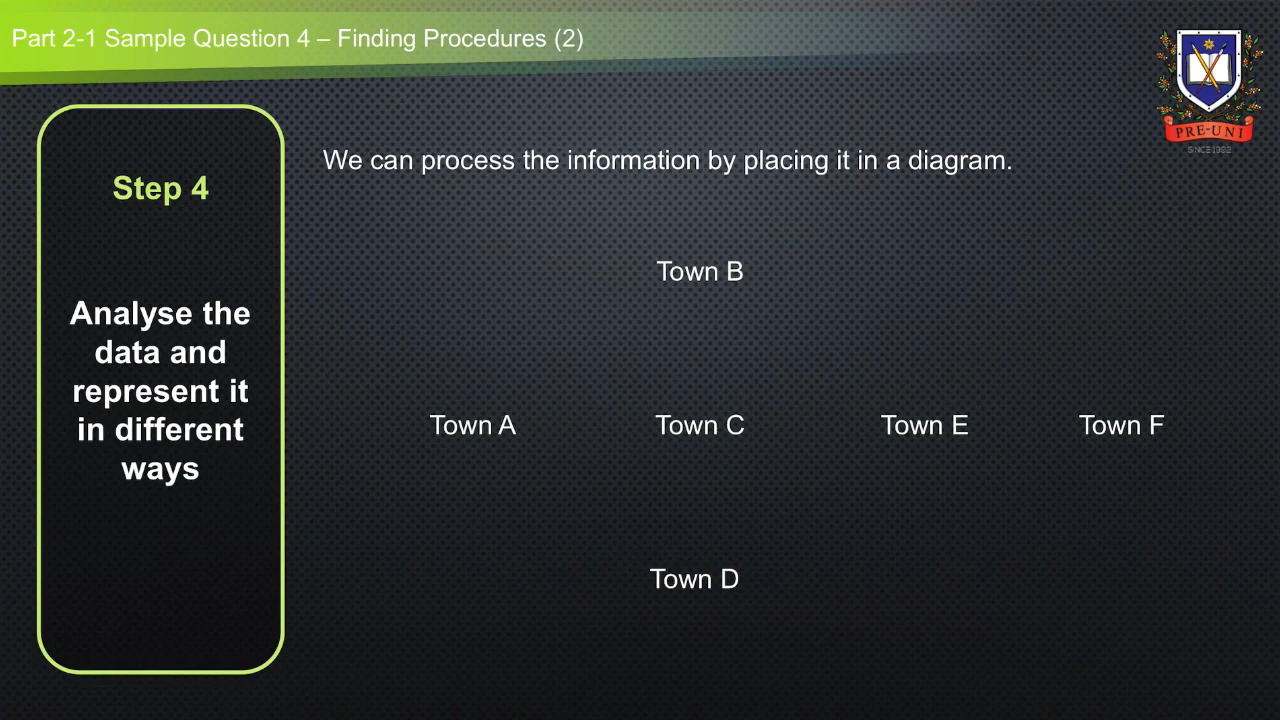 Part 2-1 Sample Question 4 – Finding Procedures (2)
PRE-UNI
SINCE 1992
Step 4
Analyse the
data and
represent it
in different
ways
We can process the information by placing it in a diagram.
Town B
Town A Town C Town E Town F
Town D